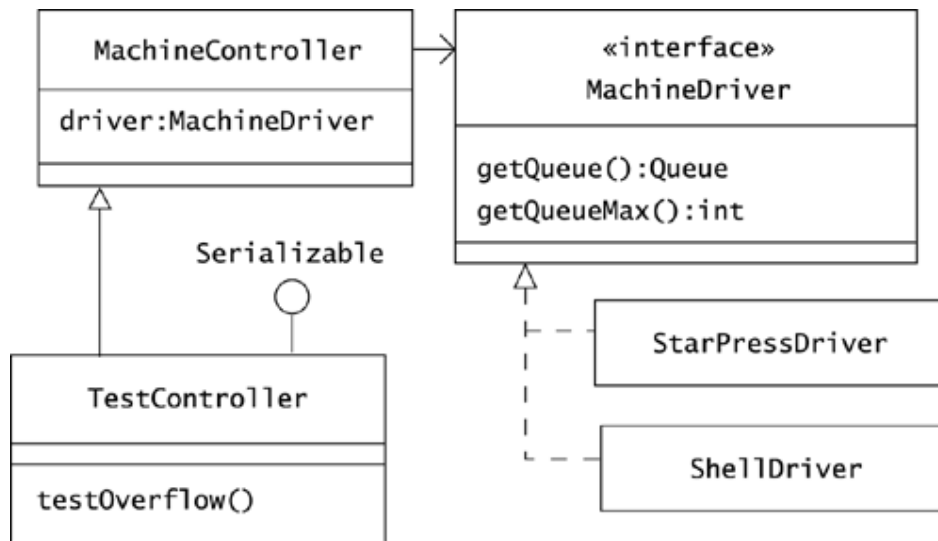 MachineController
driver:MachineDriver
«interface»
MachineDriver
getQueue():Queue
getQueueMax():int
Serializable
TestController
testOverflow()
StarPressDriver
ShellDriver